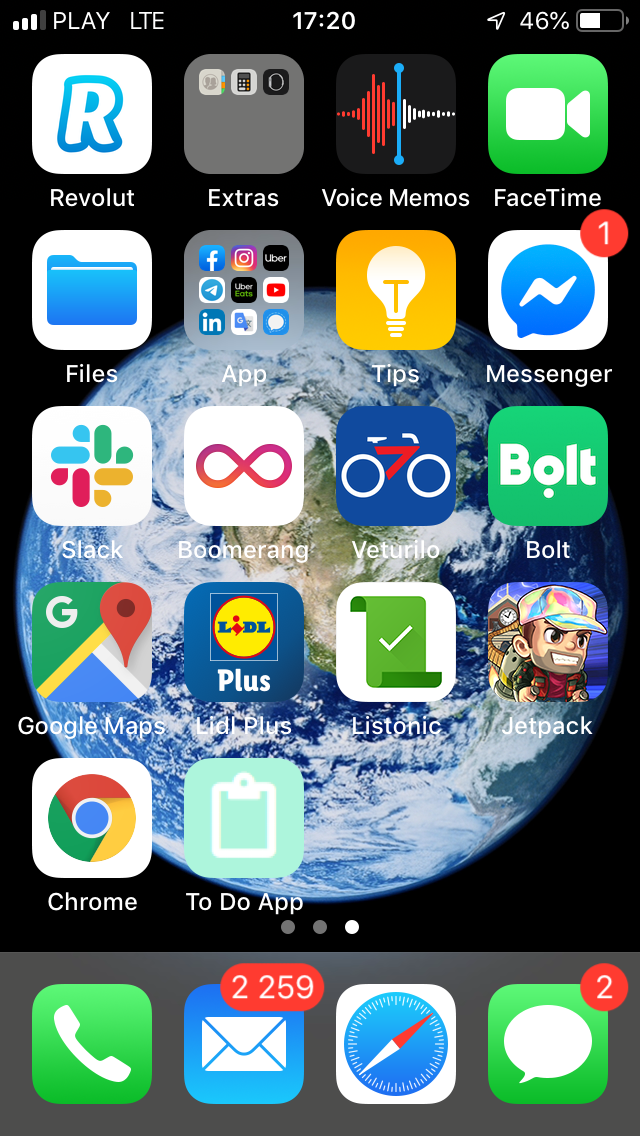 PLAY LTE 17:20 46%
R
Revolut Extras Voice Memos FaceTime
1
Uber
Uber
Eats
in G
Files App Tips Messenger
Bolt
Slack Boomerang Veturilo Bolt
G
LIDL
Plus
Google Maps Lidl Plus Listonic Jetpack
Chrome To Do App
2 259 2